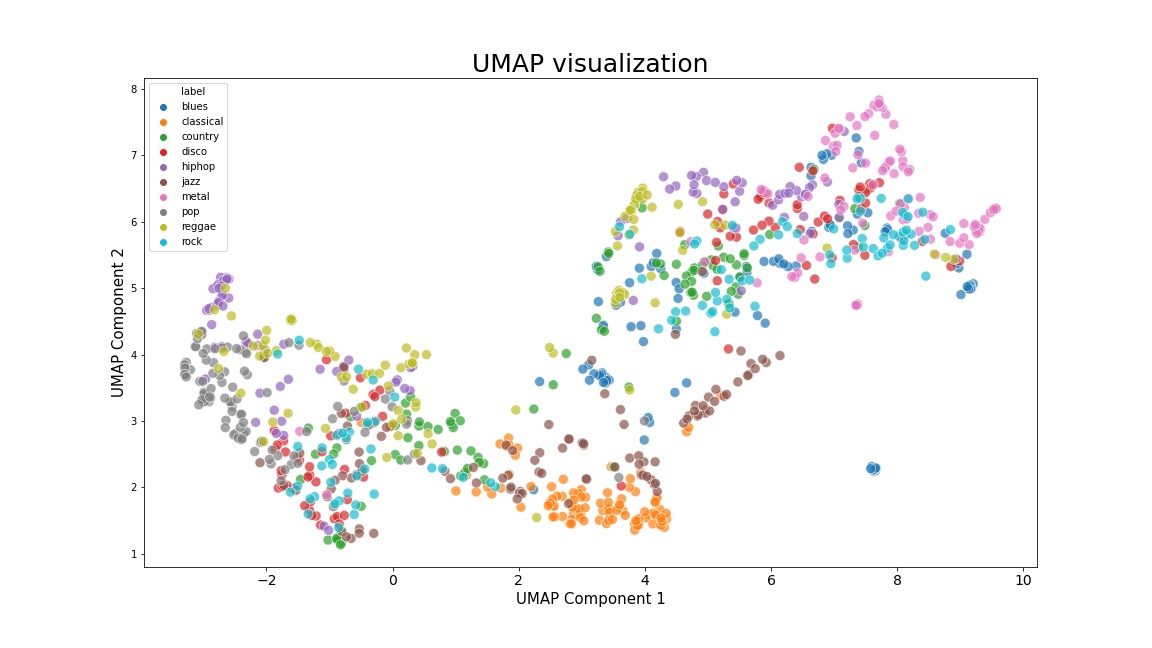 UMAP visualization
label
blues
classical
country
disco
hiphop
jazz
metal
pop
reggae
rock
8
7
6
5
4
3
2
1
UMAP Component 2
−2 0 2 4 6 8 10
UMAP Component 1